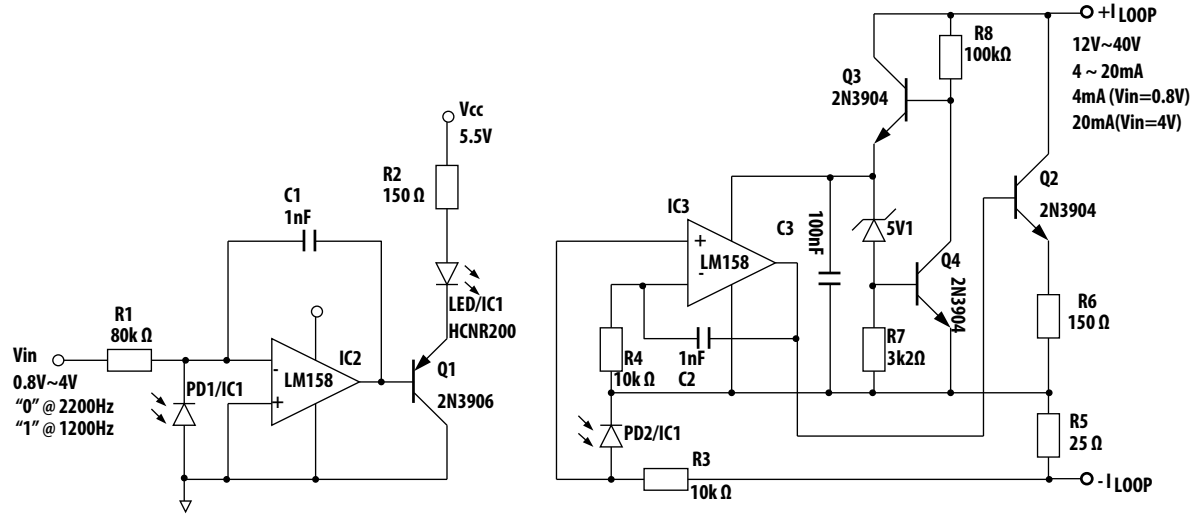 Vcc
5.5V
R2
150 Ω
C1
1nF
LED/IC1
HCNR200
R1
80k Ω
Vin
0.8V~4V
“0” @ 2200Hz
“1” @ 1200Hz
PD1/IC1
-
+
LM158
IC2
Q1
2N3906
+I LOOP
12V~40V
4 ~ 20mA
4mA (Vin=0.8V)
20mA(Vin=4V)
R8
100kΩ
Q3
2N3904
Q2
2N3904
IC3
+
LM158
-
C3
100nF
5V1
Q4
2N3904
R6
150 Ω
R7
3k2Ω
R4
10k Ω
1nF
C2
PD2/IC1
R5
25 Ω
R3
10k Ω
- I LOOP